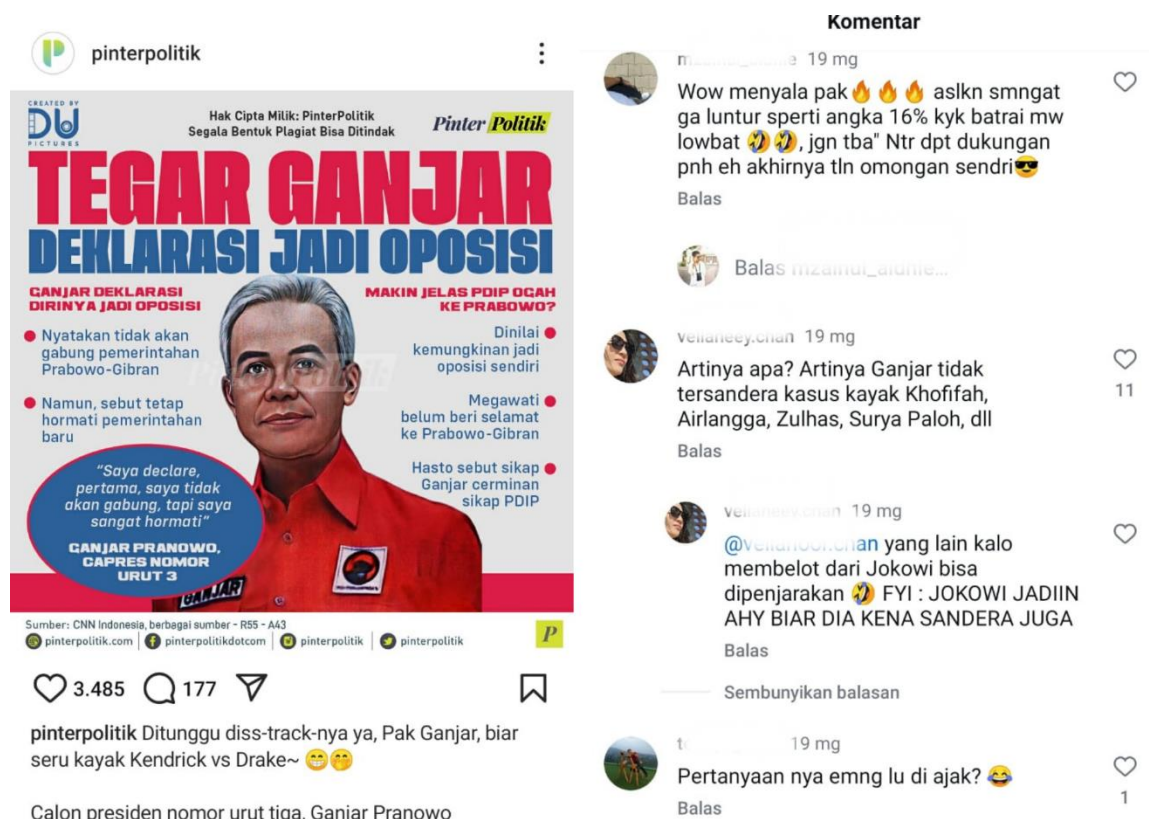 pinterpolitik
CREATED BY
DU
PICTURES
Hak Cipta Milik: PinterPolitik
Segala Bentuk Plagiat Bisa Ditindak
Pinter Politik
TEGAR GANJAR
DEKLARASI JADI OPOSISI
GANJAR DEKLARASI
DIRINYA JADI OPOSISI
Nyatakan tidak akan
gabung pemerintahan
Prabowo-Gibran
Namun, sebut tetap
hormati pemerintahan
baru
"Saya declare,
pertama, saya tidak
akan gabung, tapi saya
sangat hormati"
GANJAR PRANOWO,
CAPRES NOMOR
URUT 3
MAKIN JELAS PDIP OGAH
KE PRABOWO?
Dinilai
kemungkinan jadi
oposisi sendiri
Megawati
belum beri selamat
ke Prabowo-Gibran
Hasto sebut sikap
Ganjar cerminan
sikap PDIP
GANJAR
Sumber: CNN Indonesia, berbagai sumber - R55 - A43
pinterpolitik.com pinterpolitikdotcom pinterpolitik pinterpolitik
P
3.485 177
pinterpolitik Ditunggu diss-track-nya ya, Pak Ganjar, biar
seru kayak Kendrick vs Drake~ 😁🤭
Calon presiden nomor urut tiga, Ganjar Pranowo
Komentar
19 mg
Wow menyala pak🔥🔥🔥 aslkn smngat
ga luntur sperti angka 16% kyk batrai mw
lowbat 🤣🤣, jgn tba" Ntr dpt dukungan
pnh eh akhirnya tln omongan sendri😎
Balas
Balas
19 mg
Artinya apa? Artinya Ganjar tidak
tersandera kasus kayak Khofifah,
Airlangga, Zulhas, Surya Paloh, dll
11
Balas
19 mg
yang lain kalo
membelot dari Jokowi bisa
dipenjarakan 🤣 FYI : JOKOWI JADIIN
AHY BIAR DIA KENA SANDERA JUGA
Balas
Sembunyikan balasan
19 mg
Pertanyaan nya emng lu di ajak? 😂
1
Balas